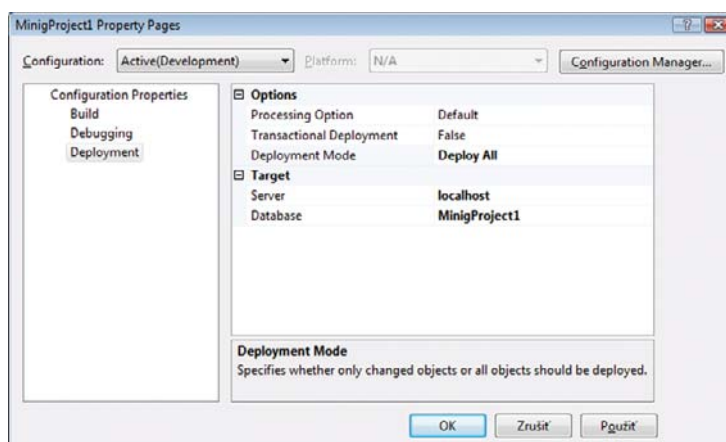 MinigProject1 Property Pages
Configuration: Active(Development) Platform: N/A Configuration Manager...
Configuration Properties
Build
Debugging
Deployment
Options
Processing Option Default
Transactional Deployment False
Deployment Mode Deploy All
Target
Server localhost
Database MinigProject1
Deployment Mode
Specifies whether only changed objects or all objects should be deployed.
OK Zrušiť Použiť